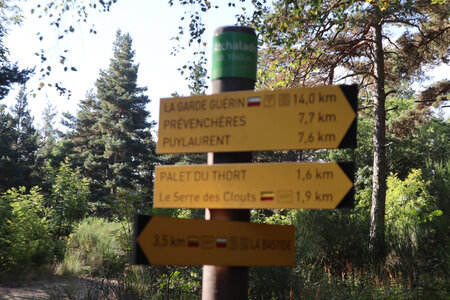 LA GARDE GUÉRIN 14,0 km
PRÉVENCHÈRES 7,7 km
PUYLAURENT 7,6 km
PALET DU THORT 1,6 km
Le Serre des Clouts 1,9 km
3,5 km LA BASTIDE